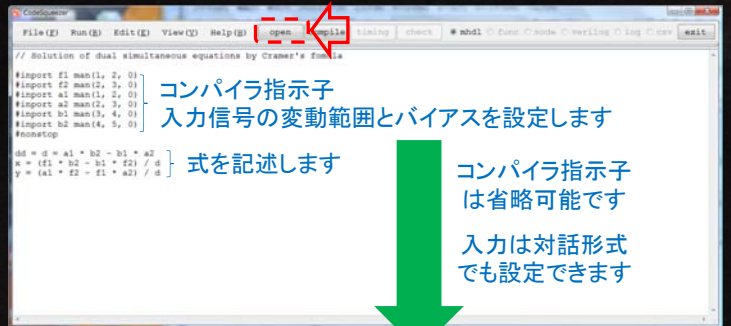 CodeSqueezer
File(F) Run(R) Edit(E) View(V) Help(H) open compile timing check mhdl func node verilog log csv exit
// Solution of dual simultaneous equations by Cramer's fomula
#inport f1 man(1, 2, 0)
#inport f2 man(2, 3, 0)
#inport a1 man(1, 2, 0)
#inport a2 man(2, 3, 0)
#inport b1 man(3, 4, 0)
#inport b2 man(4, 5, 0)
#nonstop
コンパイラ指示子
入力信号の変動範囲とバイアスを設定します
dd = d = a1 * b2 - b1 * a2
x = (f1 * b2 - b1 * f2) / d
y = (a1 * f2 - f1 * a2) / d
式を記述します
コンパイラ指示子
は省略可能です
入力は対話形式
でも設定できます